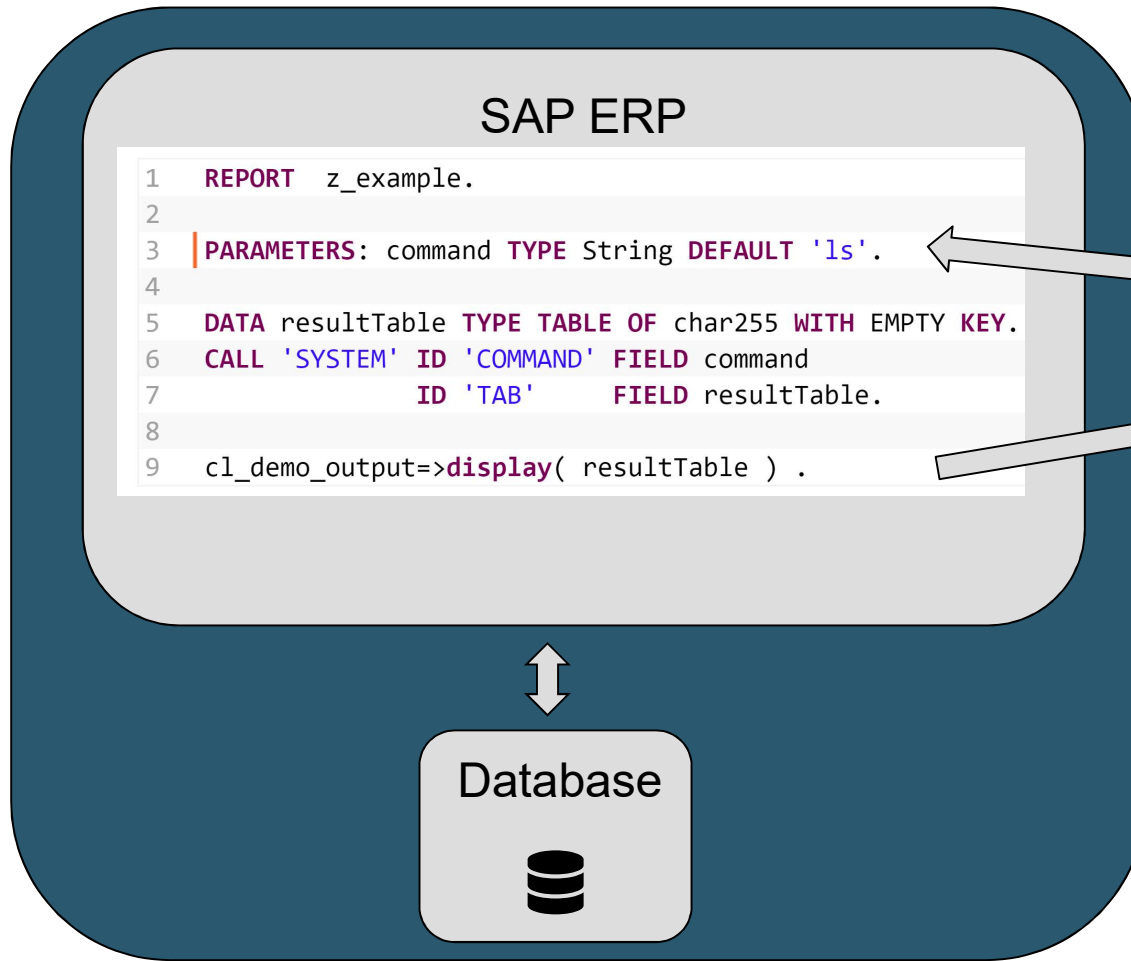 SAP ERP
1 REPORT  z_example.
2
3 PARAMETERS: command TYPE String DEFAULT 'ls'.
4
5 DATA resultTable TYPE TABLE OF char255 WITH EMPTY KEY.
6 CALL 'SYSTEM' ID 'COMMAND' FIELD command
7               ID 'TAB'     FIELD resultTable.
8
9 cl_demo_output=>display( resultTable ) .
Database